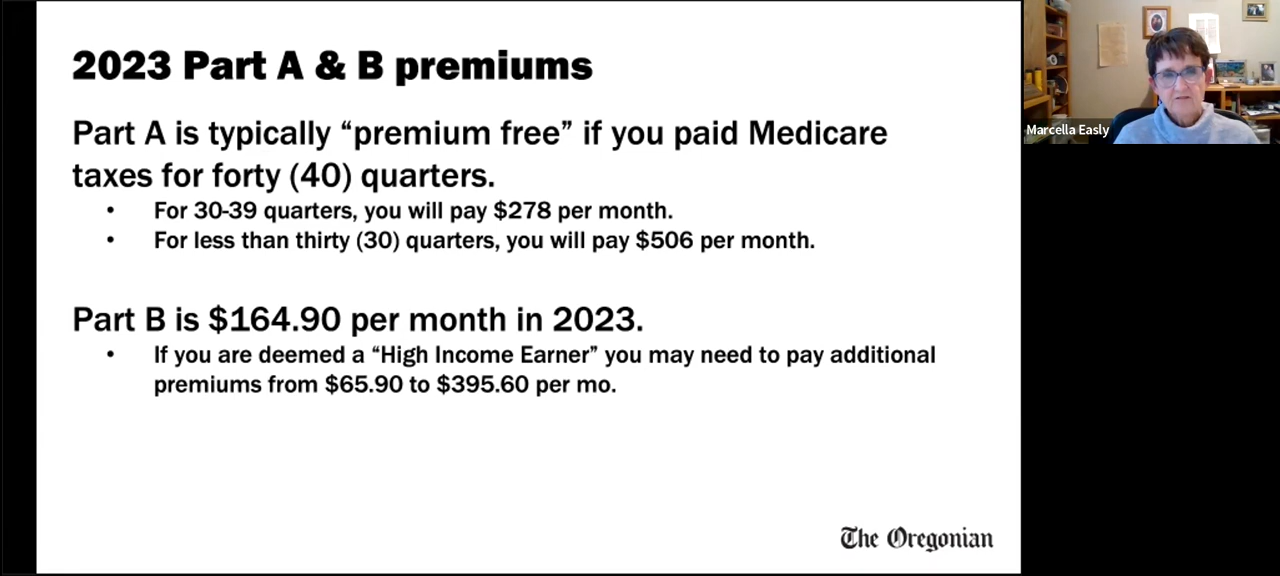 2023 Part A & B premiums
Part A is typically “premium free” if you paid Medicare
taxes for forty (40) quarters.
• For 30-39 quarters, you will pay $278 per month.
• For less than thirty (30) quarters, you will pay $506 per month.
Part B is $164.90 per month in 2023.
• If you are deemed a “High Income Earner” you may need to pay additional
premiums from $65.90 to $395.60 per mo.
The Oregonian
Marcella Easly